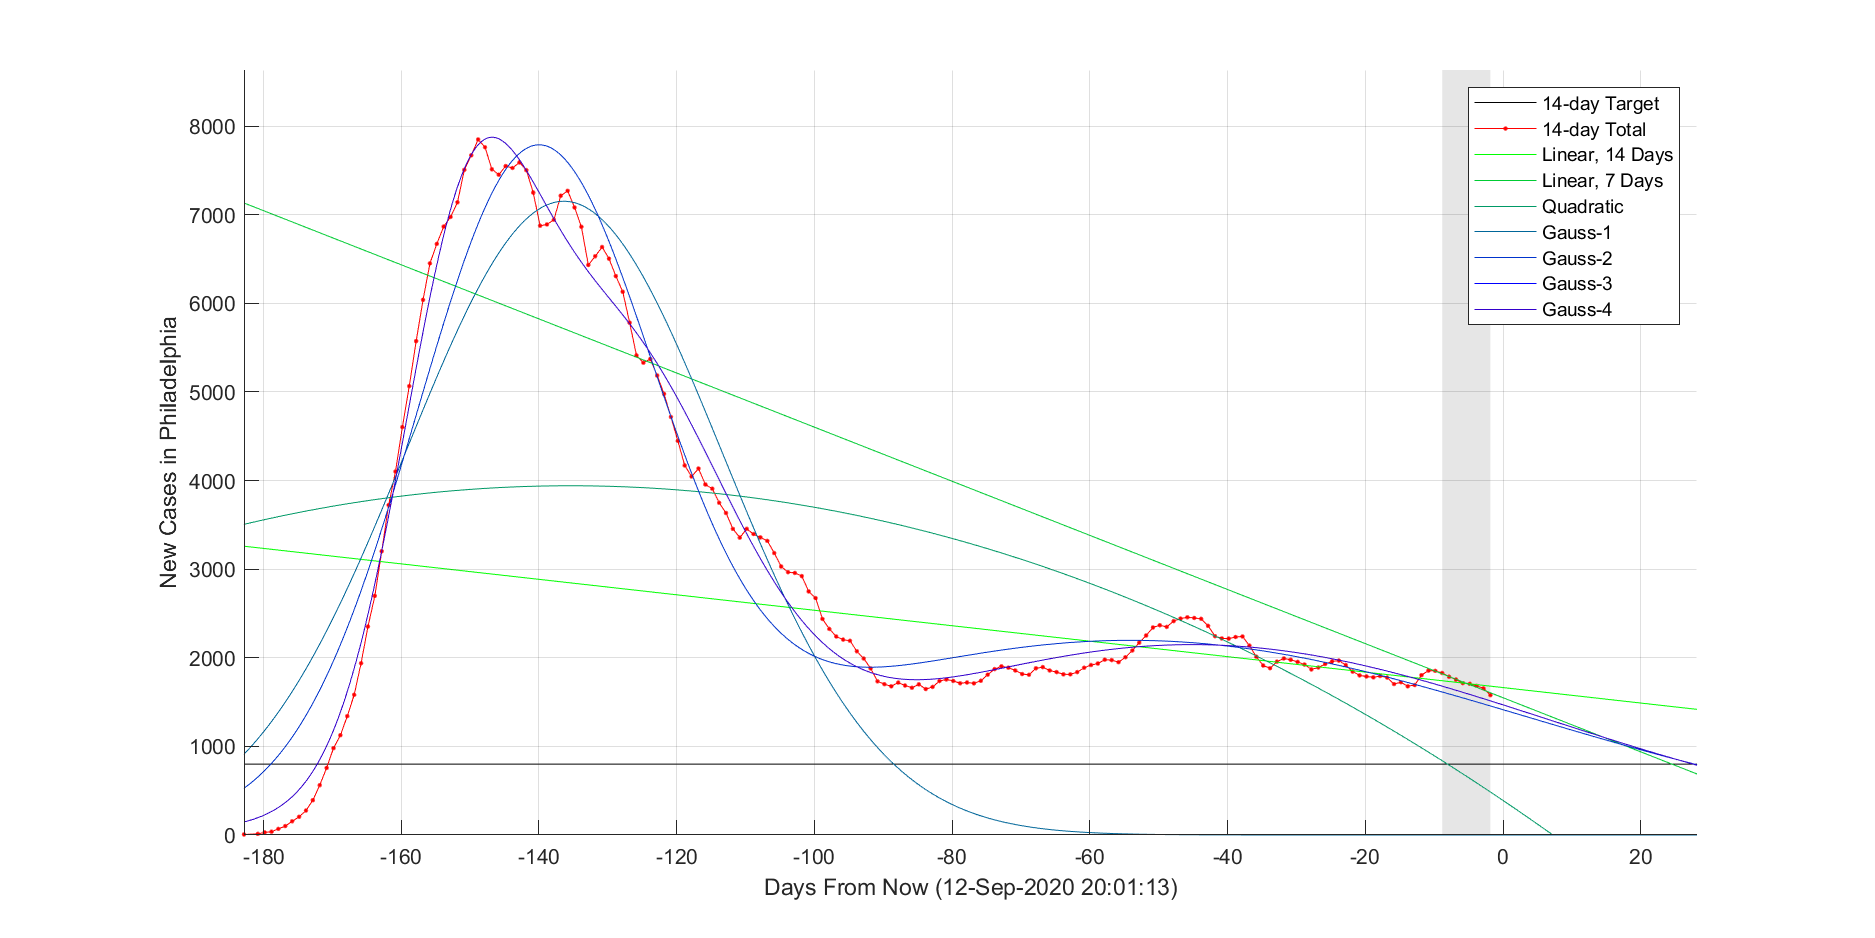 New Cases in Philadelphia
8000
7000
6000
5000
4000
3000
2000
1000
0
-180 -160 -140 -120 -100 -80 -60 -40 -20 0 20
Days From Now (12-Sep-2020 20:01:13)
14-day Target
14-day Total
Linear, 14 Days
Linear, 7 Days
Quadratic
Gauss-1
Gauss-2
Gauss-3
Gauss-4